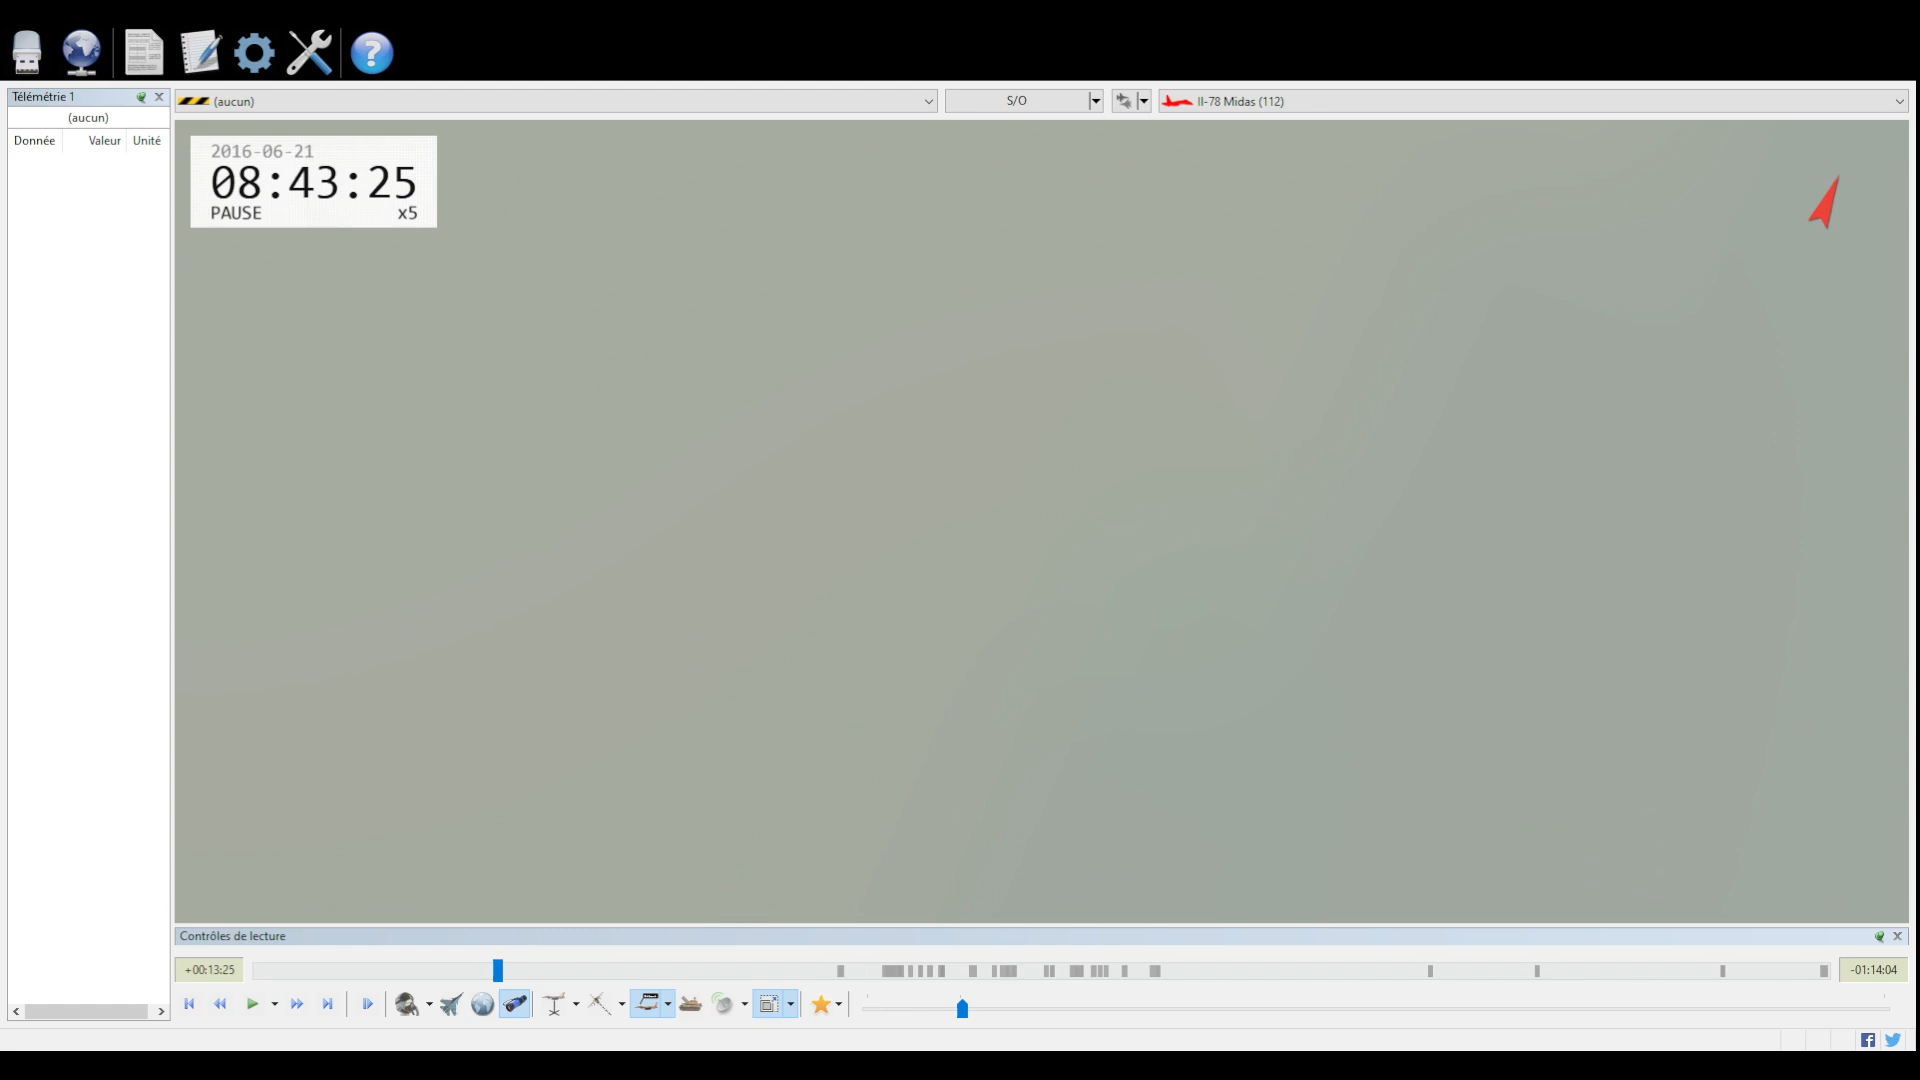 Télémétrie 1
(aucun)
Donnée Valeur Unité
(aucun)
S/O
Il-78 Midas (112)
2016-06-21
08:43:25
PAUSE x5
Contrôles de lecture
+00:13:25
-01:14:04